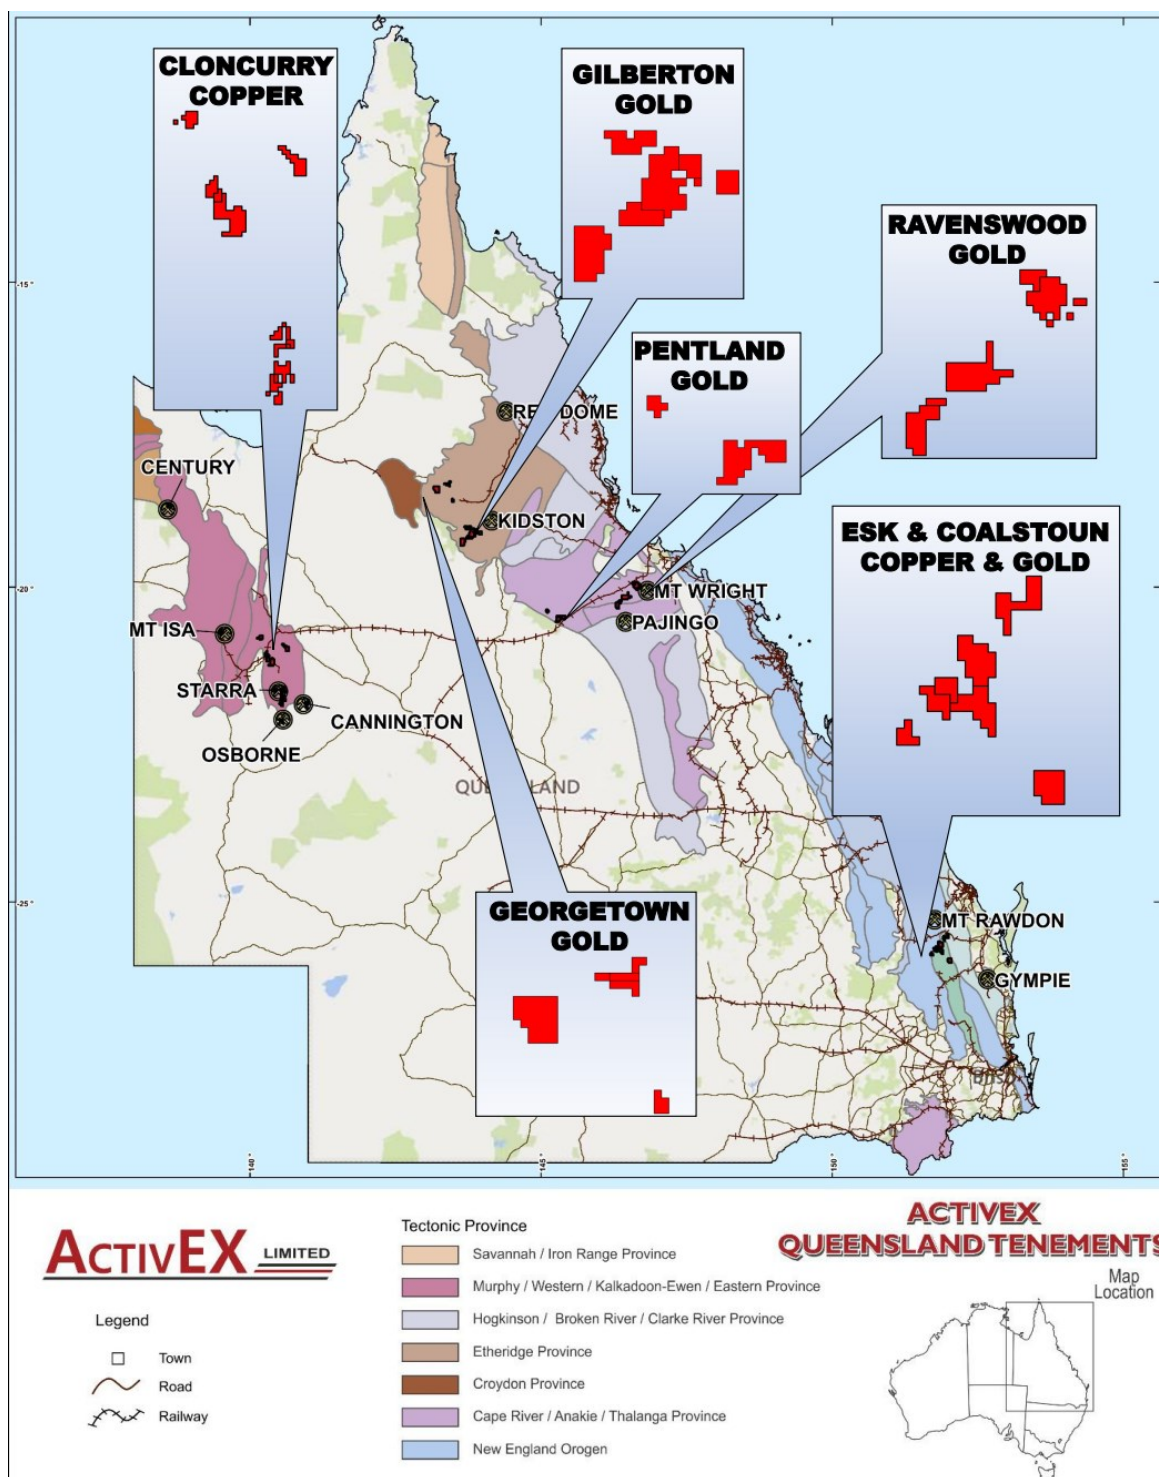 CLONCURRY
COPPER
GILBERTON
GOLD
RAVENSWOOD
GOLD
-15°
PENTLAND
GOLD
CENTURY
KIDSTON
ESK & COALSTOUN
COPPER & GOLD
-20°
MT WRIGHT
MT ISA
PAJINGO
STARRA
CANNINGTON
OSBORNE
GEORGETOWN
GOLD
-25°
MT RAWDON
GYMPIE
140°
145°
150°
155°
ACTIVEX
LIMITED
Legend
Town
Road
Railway
Tectonic Province
Savannah / Iron Range Province
Murphy / Western / Kalkadoon-Ewen / Eastern Province
Hogkinson / Broken River / Clarke River Province
Etheridge Province
Croydon Province
Cape River / Anakie / Thalanga Province
New England Orogen
ACTIVEX
QUEENSLAND TENEMENTS
Map
Location